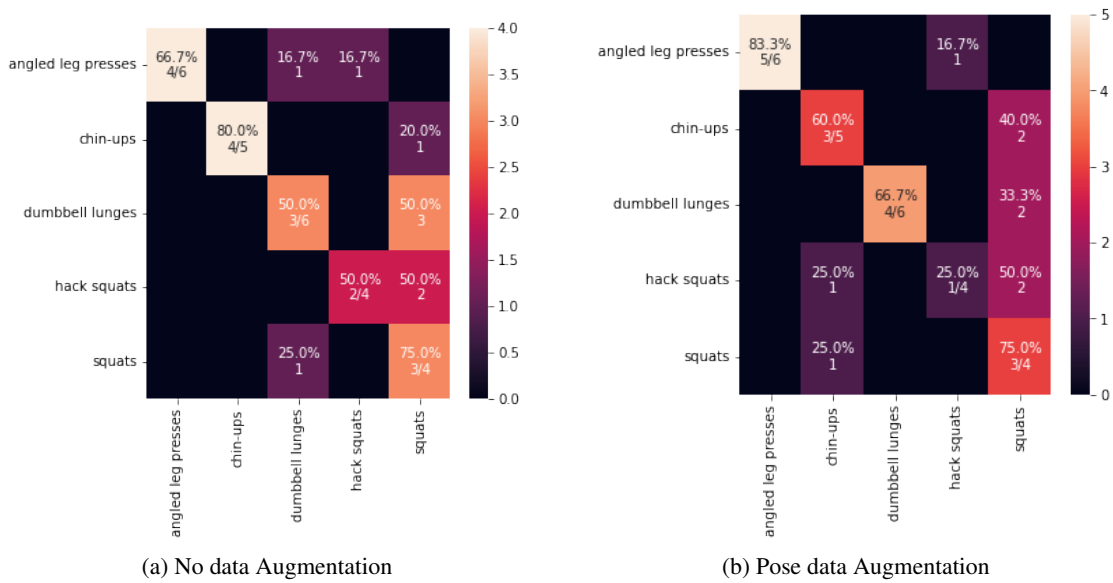 angled leg presses
66.7%
4/6
16.7%
1
16.7%
1
chin-ups
80.0%
4/5
20.0%
1
dumbbell lunges
50.0%
3/6
50.0%
3
hack squats
50.0%
2/4
50.0%
2
squats
25.0%
1
75.0%
3/4
angled leg presses
chin-ups
dumbbell lunges
hack squats
squats
4.0
3.5
3.0
2.5
2.0
1.5
1.0
0.5
0.0
(a) No data Augmentation
angled leg presses
83.3%
5/6
16.7%
1
chin-ups
60.0%
3/5
40.0%
2
dumbbell lunges
66.7%
4/6
33.3%
2
hack squats
25.0%
1
25.0%
1/4
50.0%
2
squats
25.0%
1
75.0%
3/4
angled leg presses
chin-ups
dumbbell lunges
hack squats
squats
5
4
3
2
1
0
(b) Pose data Augmentation